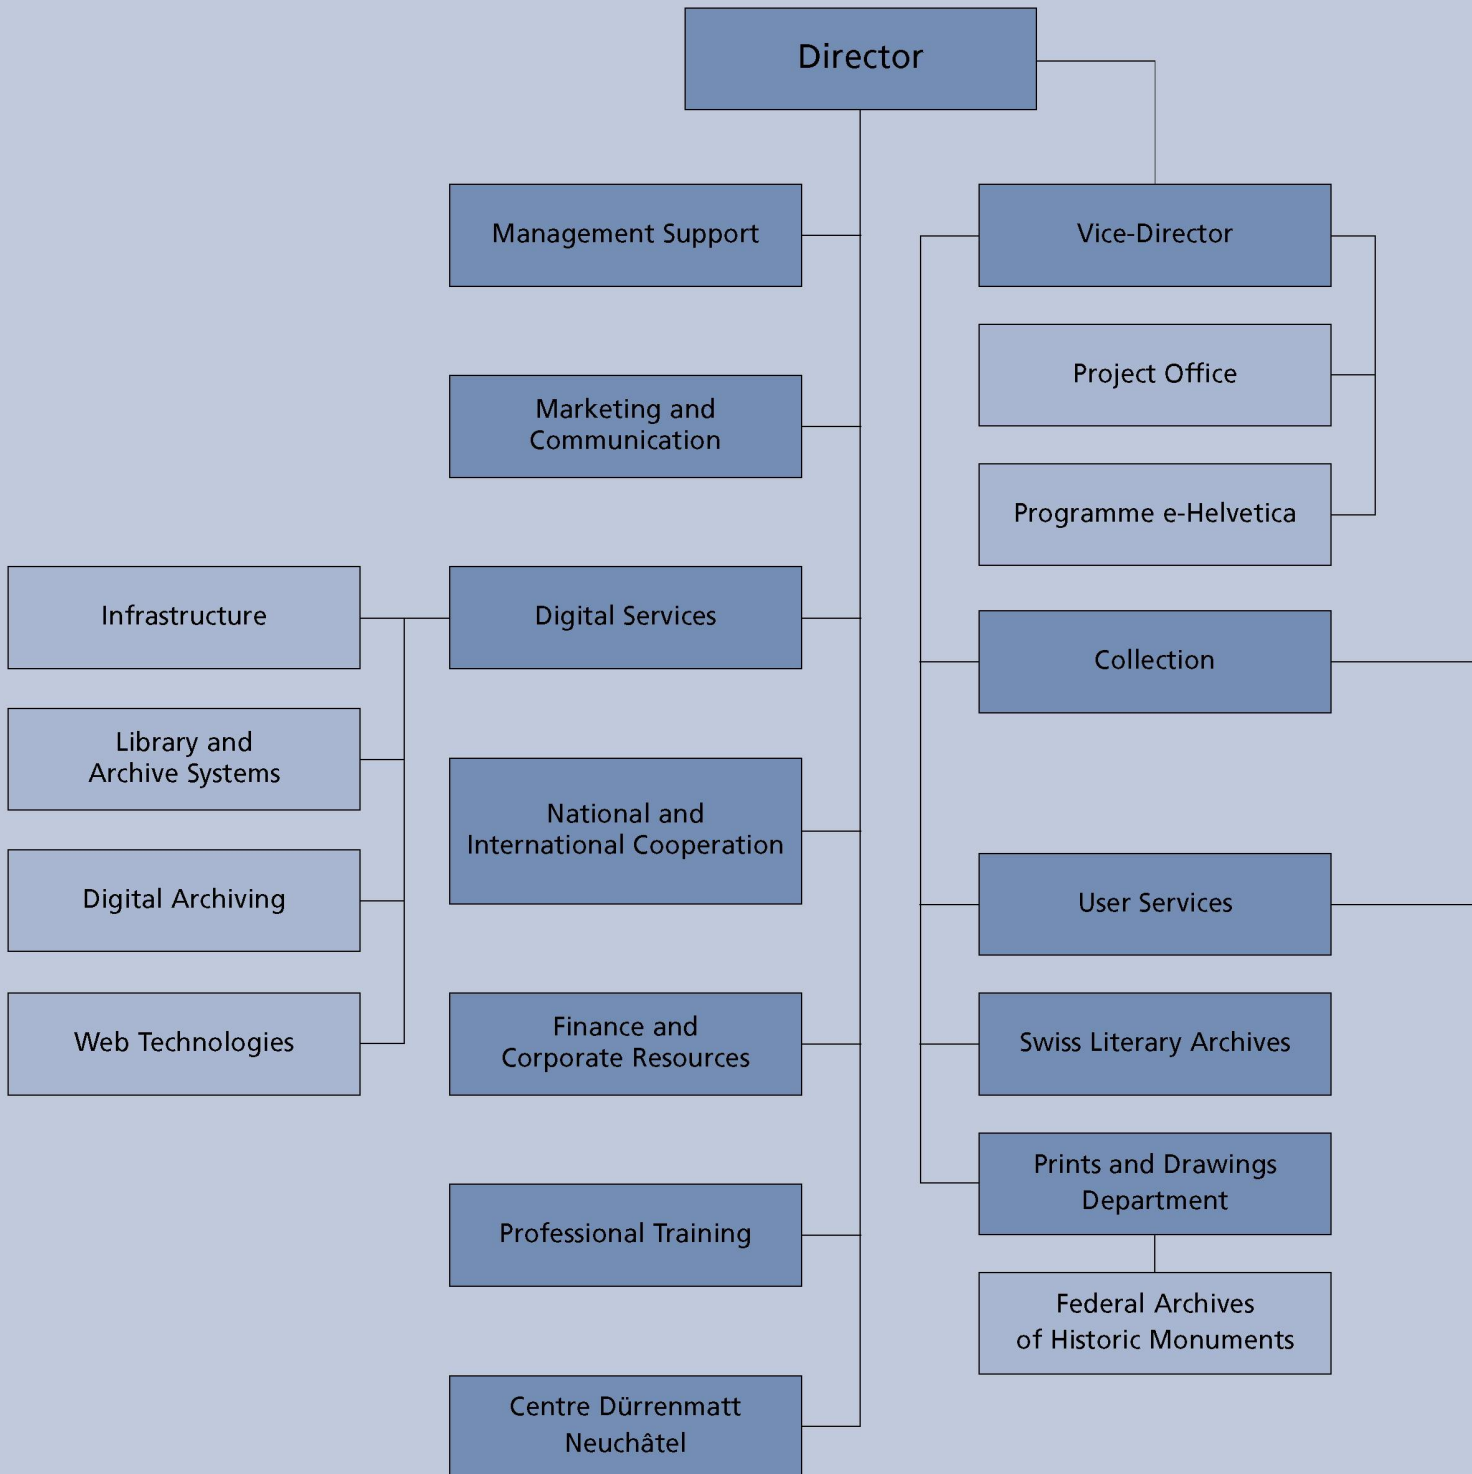 Director
Management Support
Vice-Director
Project Office
Marketing and
Communication
Programme e-Helvetica
Infrastructure
Digital Services
Collection
Library and
Archive Systems
National and
International Cooperation
Digital Archiving
User Services
Web Technologies
Finance and
Corporate Resources
Swiss Literary Archives
Prints and Drawings
Department
Professional Training
Federal Archives
of Historic Monuments
Centre Dürrenmatt
Neuchâtel